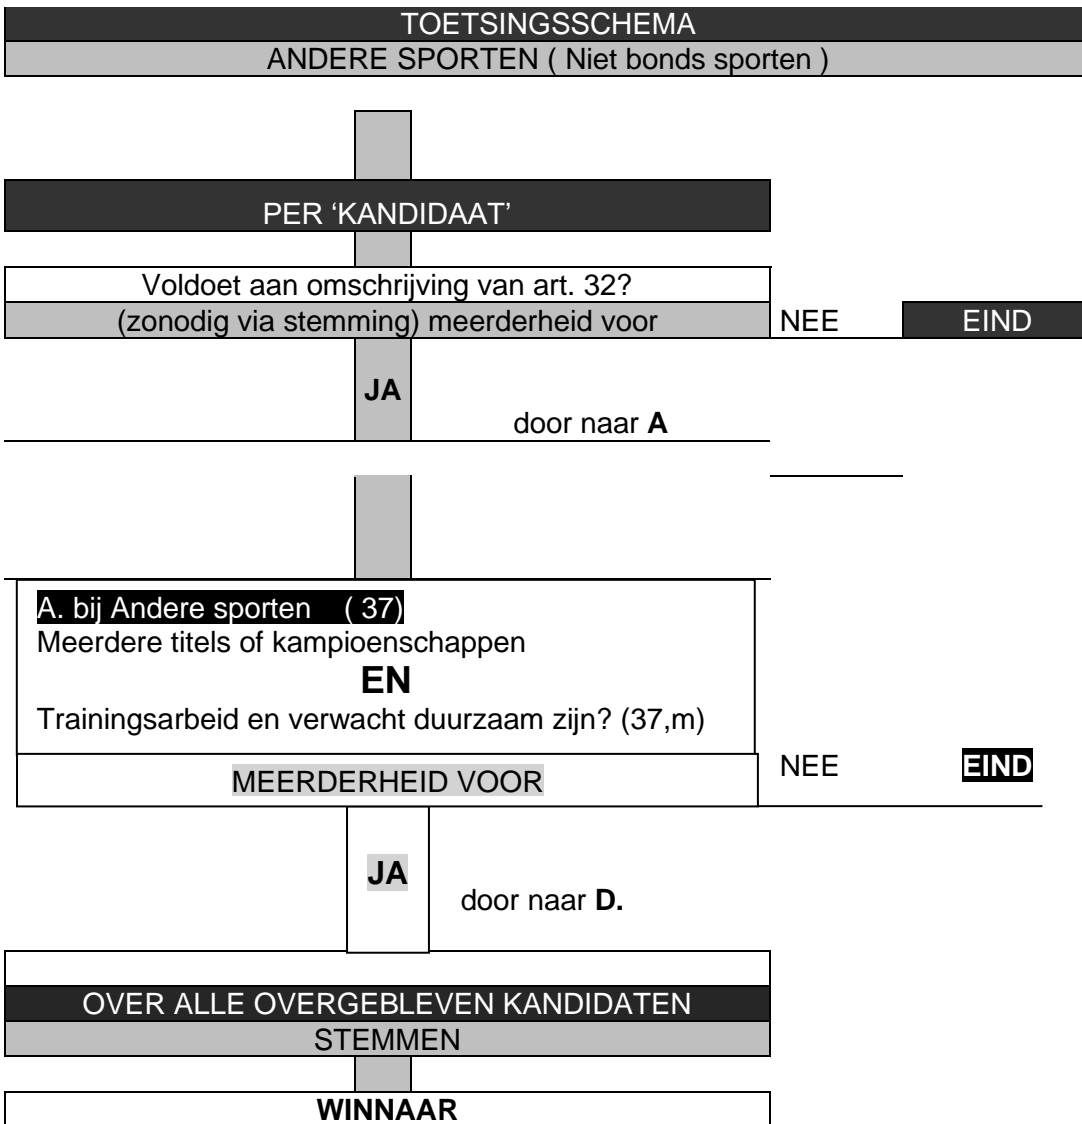 TOETSINGSSCHEMA
ANDERE SPORTEN ( Niet bonds sporten )
PER ‘KANDIDAAT’
Voldoet aan omschrijving van art. 32?
(zonodig via stemming) meerderheid voor NEE EIND
JA
door naar A
A. bij Andere sporten ( 37)
Meerdere titels of kampioenschappen
EN
Trainingsarbeid en verwacht duurzaam zijn? (37,m)
MEERDERHEID VOOR NEE EIND
JA
door naar D.
OVER ALLE OVERGEBLEVEN KANDIDATEN
STEMMEN
WINNAAR